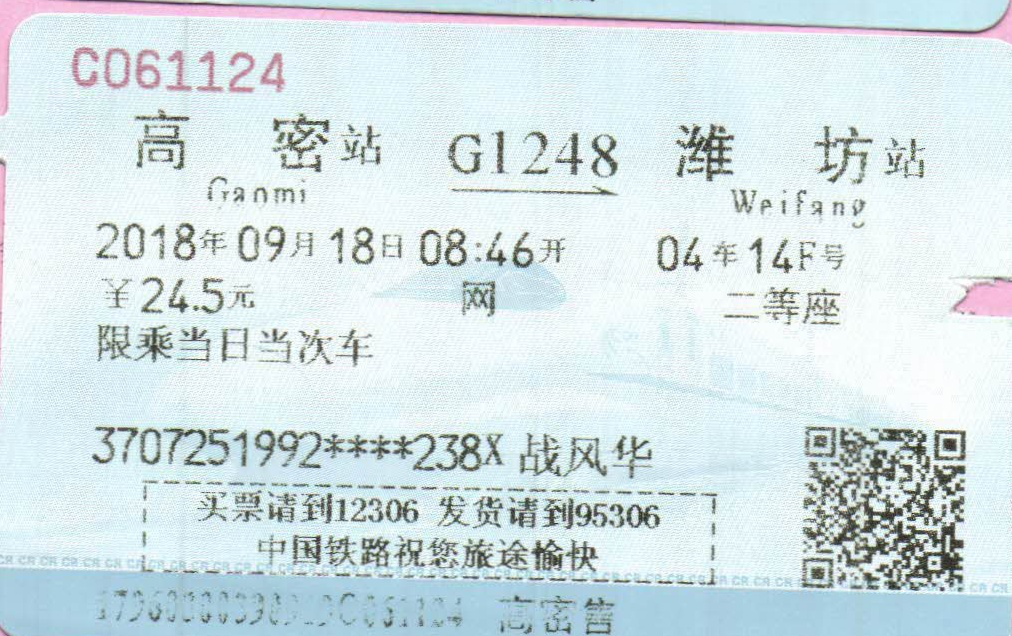 C061124
高密站 G1248 潍坊站
Gaomi Weifang
2018年09月18日08:46开 04车14F号
￥24.5元 网 二等座
限乘当日当次车
3707251992****238X 战风华
买票请到12306 发货请到95306
中国铁路祝您旅途愉快
C061124 高密售